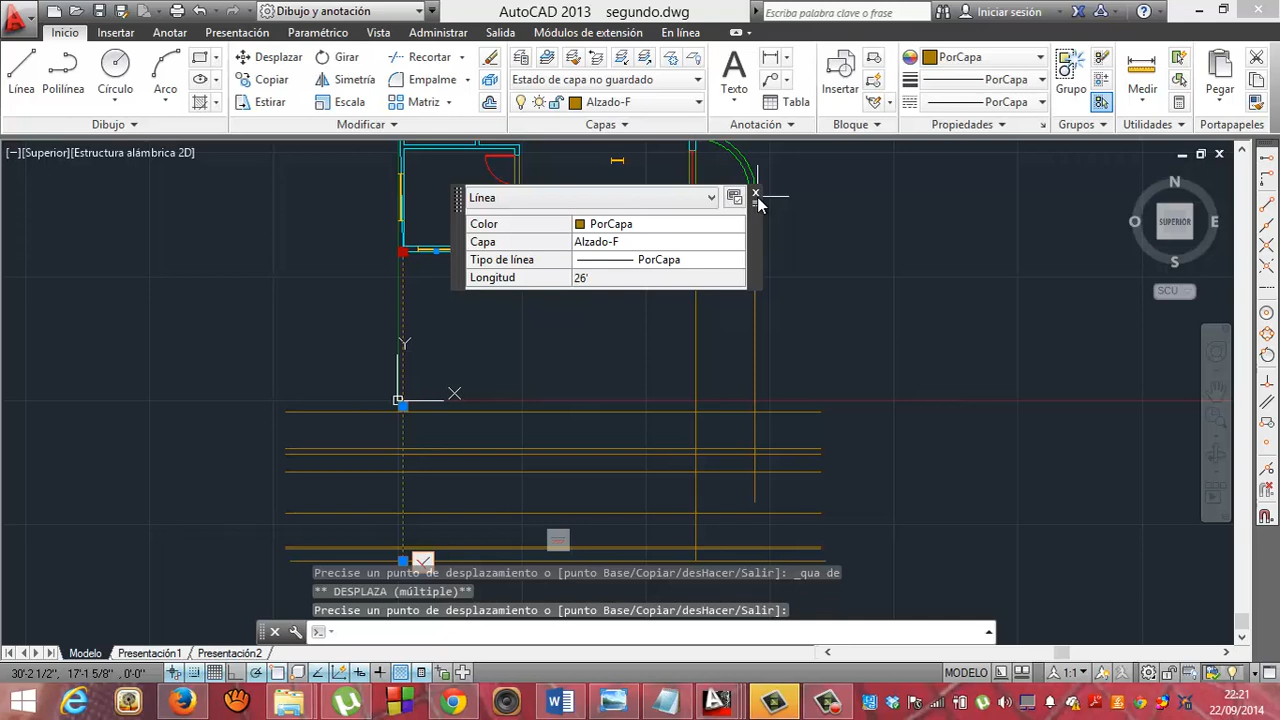 Dibujo y anotación
AutoCAD 2013
segundo.dwg
Escriba palabra clave o frase
Iniciar sesión
Inicio
Insertar
Anotar
Presentación
Paramétrico
Vista
Administrar
Salida
Módulos de extensión
En línea
Línea
Polilínea
Círculo
Arco
Desplazar
Girar
Recortar
Copiar
Simetría
Empalme
Estirar
Escala
Matriz
Estado de capa no guardado
Alzado-F
Texto
Tabla
Insertar
PorCapa
PorCapa
PorCapa
Grupo
Medir
Pegar
Dibujo
Modificar
Capas
Anotación
Bloque
Propiedades
Grupos
Utilidades
Portapapeles
[−][Superior][Estructura alámbrica 2D]
N
O
SUPERIOR
E
S
SCU
Línea
Color
PorCapa
Capa
Alzado-F
Tipo de línea
PorCapa
Longitud
26'
Y
X
Precise un punto de desplazamiento o [punto Base/Copiar/desHacer/Salir]: _qua de
** DESPLAZA (múltiple)**
Precise un punto de desplazamiento o [punto Base/Copiar/desHacer/Salir]:
Modelo
Presentación1
Presentación2
30'-2 1/2", 17'-1 5/8", 0'-0"
MODELO
1:1
22:21
22/09/2014